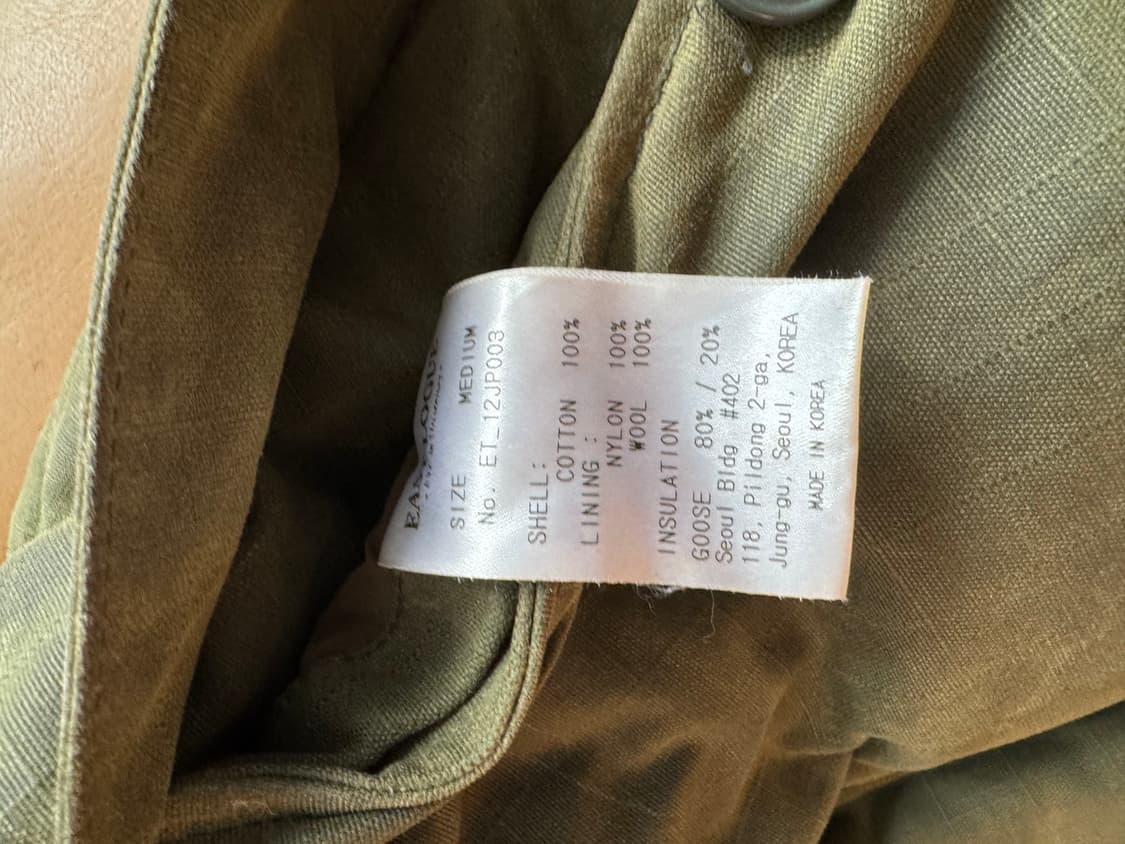 EASTLOGUE
SIZE MEDIUM
No. ET_12JP003
SHELL:
COTTON 100%
LINING :
NYLON 100%
WOOL 100%
INSULATION
GOOSE 80% / 20%
Seoul Bldg #402
118, Pildong 2-ga,
Jung-gu, Seoul, KOREA
MADE IN KOREA